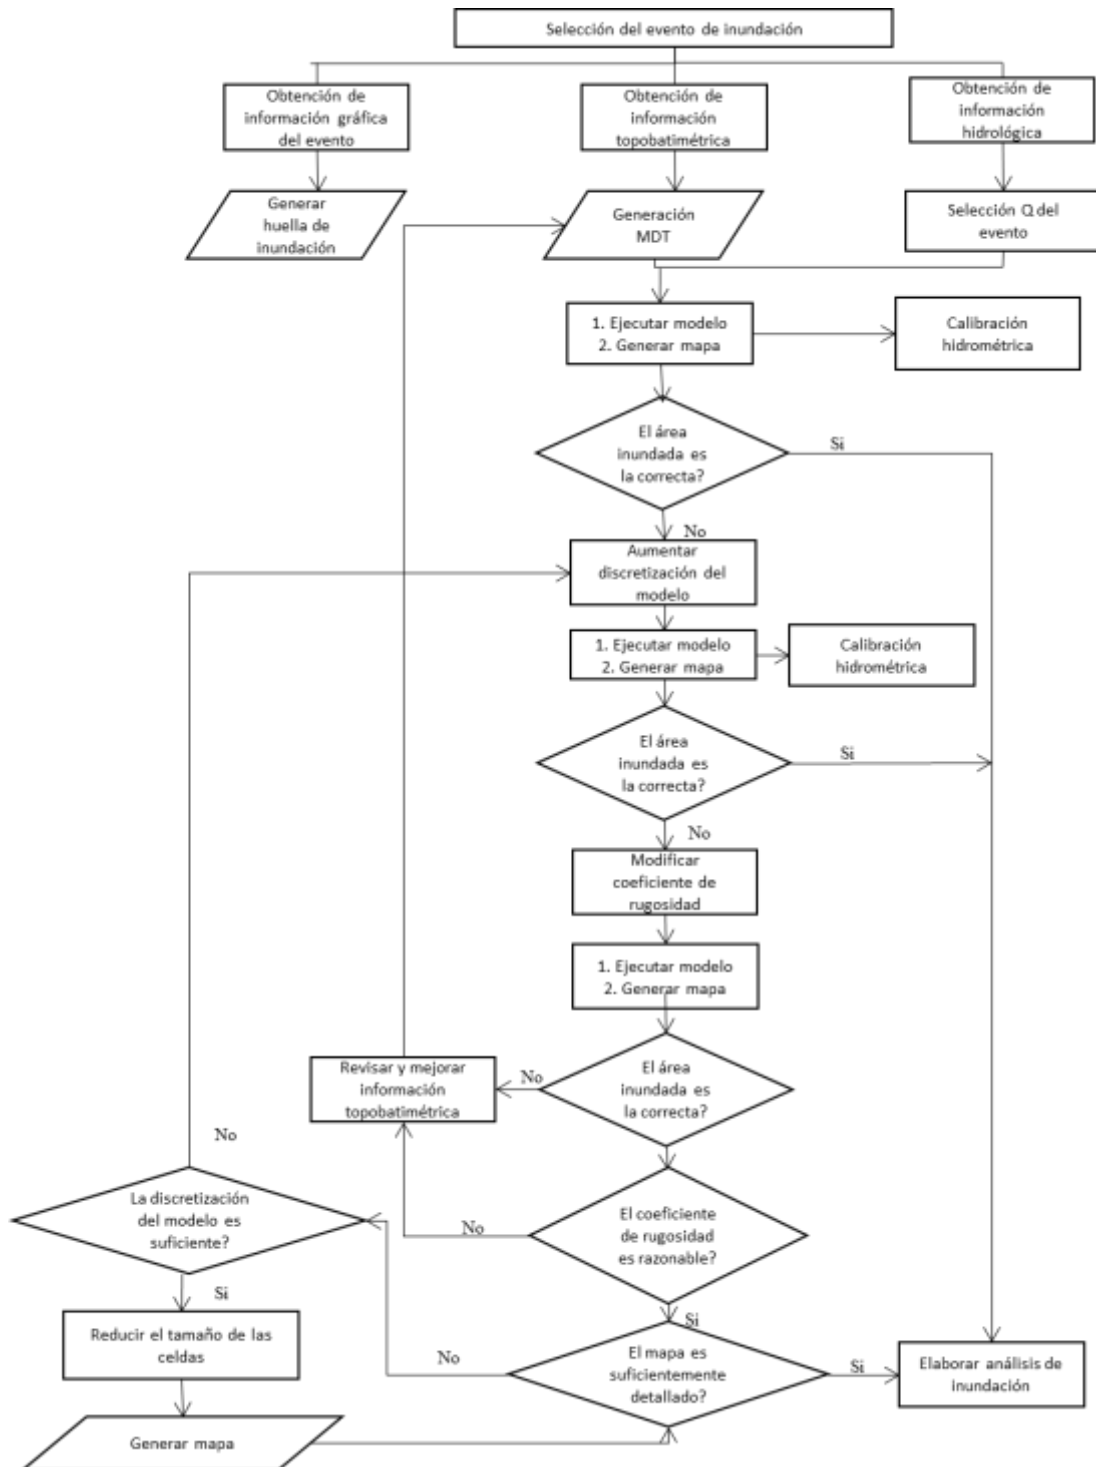 Selección del evento de inundación
Obtención de
información gráfica
del evento
Obtención de
información
topobatimétrica
Obtención de
información
hidrológica
Generar
huella de
inundación
Generación
MDT
Selección Q del
evento
1. Ejecutar modelo
2. Generar mapa
Calibración
hidrométrica
El área
inundada es
la correcta?
Si
No
Aumentar
discretización del
modelo
1. Ejecutar modelo
2. Generar mapa
Calibración
hidrométrica
El área
inundada es
la correcta?
Si
No
Modificar
coeficiente de
rugosidad
1. Ejecutar modelo
2. Generar mapa
El área
inundada es
la correcta?
No
Revisar y mejorar
información
topobatimétrica
El coeficiente
de rugosidad
es razonable?
No
Si
No
La discretización
del modelo es
suficiente?
Si
Reducir el tamaño de las
celdas
El mapa es
suficientemente
detallado?
No
Si
Elaborar análisis de
inundación
Generar mapa